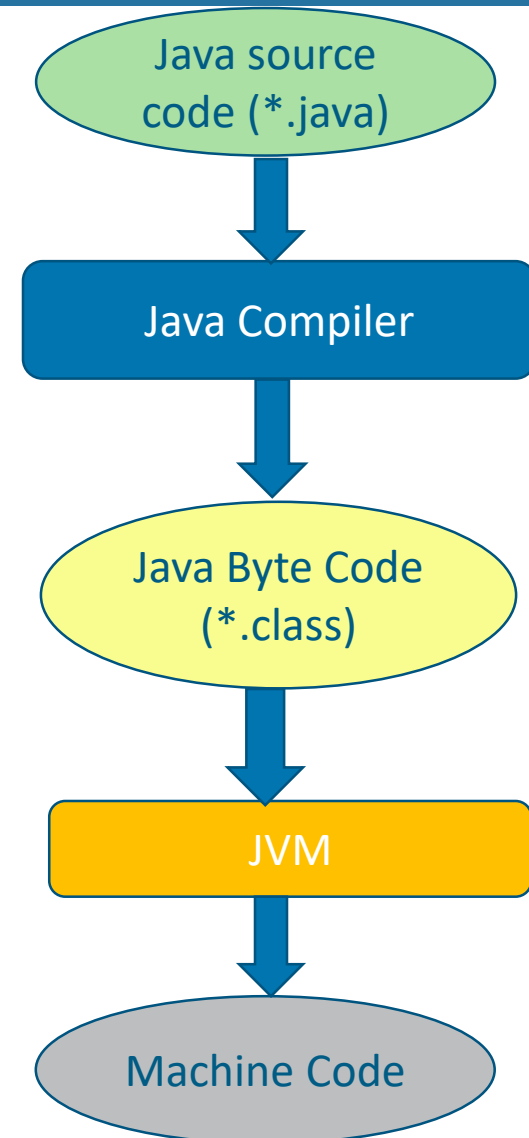 Java source
code (*.java)
Java Compiler
Java Byte Code
(*.class)
JVM
Machine Code